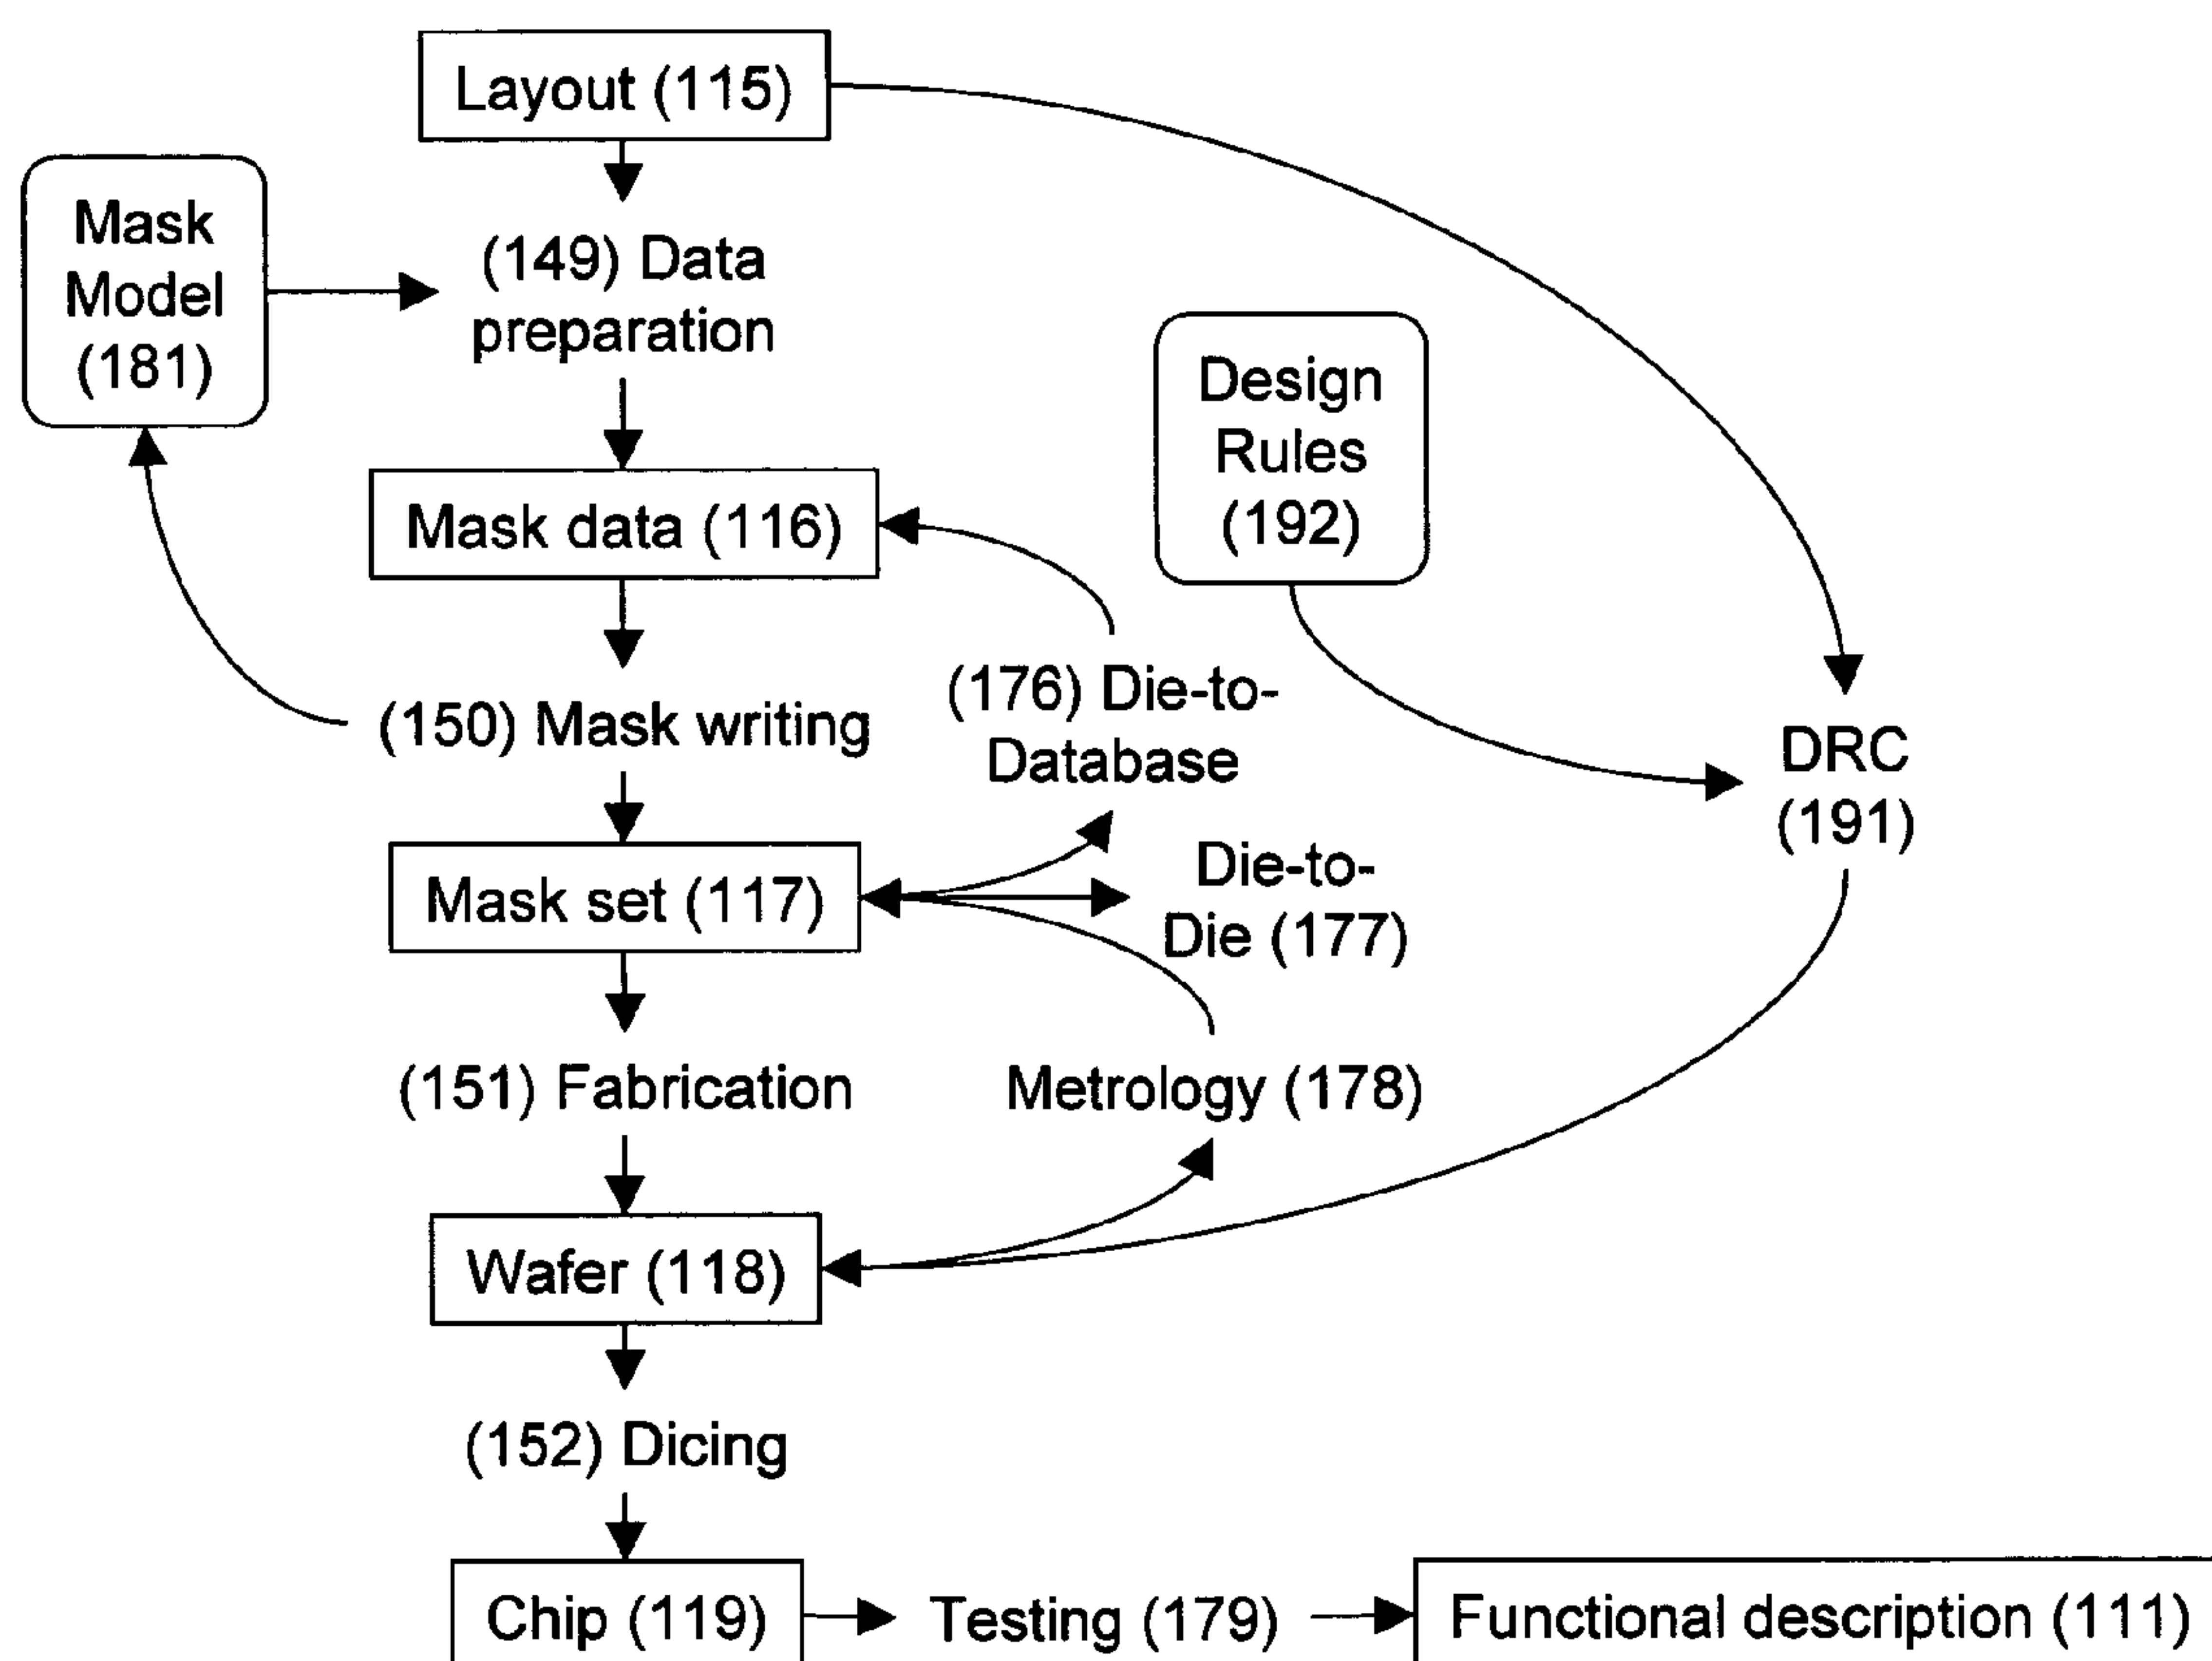 Layout (115)
Mask
Model
(181)
(149) Data
preparation
Design
Rules
(192)
Mask data (116)
(176) Die-to-
Database
(150) Mask writing
DRC
(191)
Die-to-
Die (177)
Mask set (117)
(151) Fabrication
Metrology (178)
Wafer (118)
(152) Dicing
Chip (119)
Testing (179)
Functional description (111)